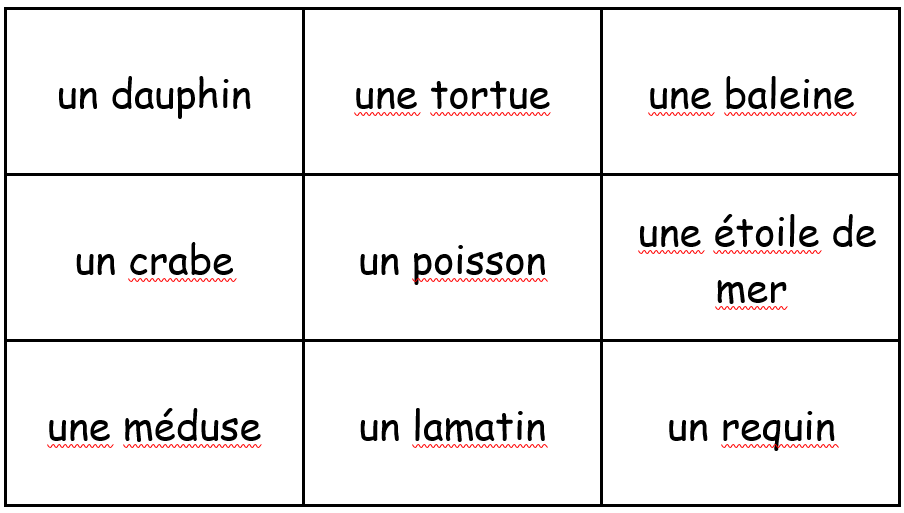 un dauphin
une tortue
une baleine
un crabe
un poisson
une étoile de
mer
une méduse
un lamatin
un requin